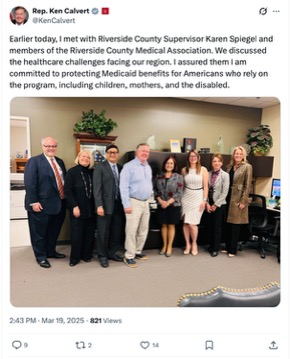 Rep. Ken Calvert
@KenCalvert
Earlier today, I met with Riverside County Supervisor Karen Spiegel and
members of the Riverside County Medical Association. We discussed
the healthcare challenges facing our region. I assured them I am
committed to protecting Medicaid benefits for Americans who rely on
the program, including children, mothers, and the disabled.
2:43 PM · Mar 19, 2025 · 821 Views
9
2
14